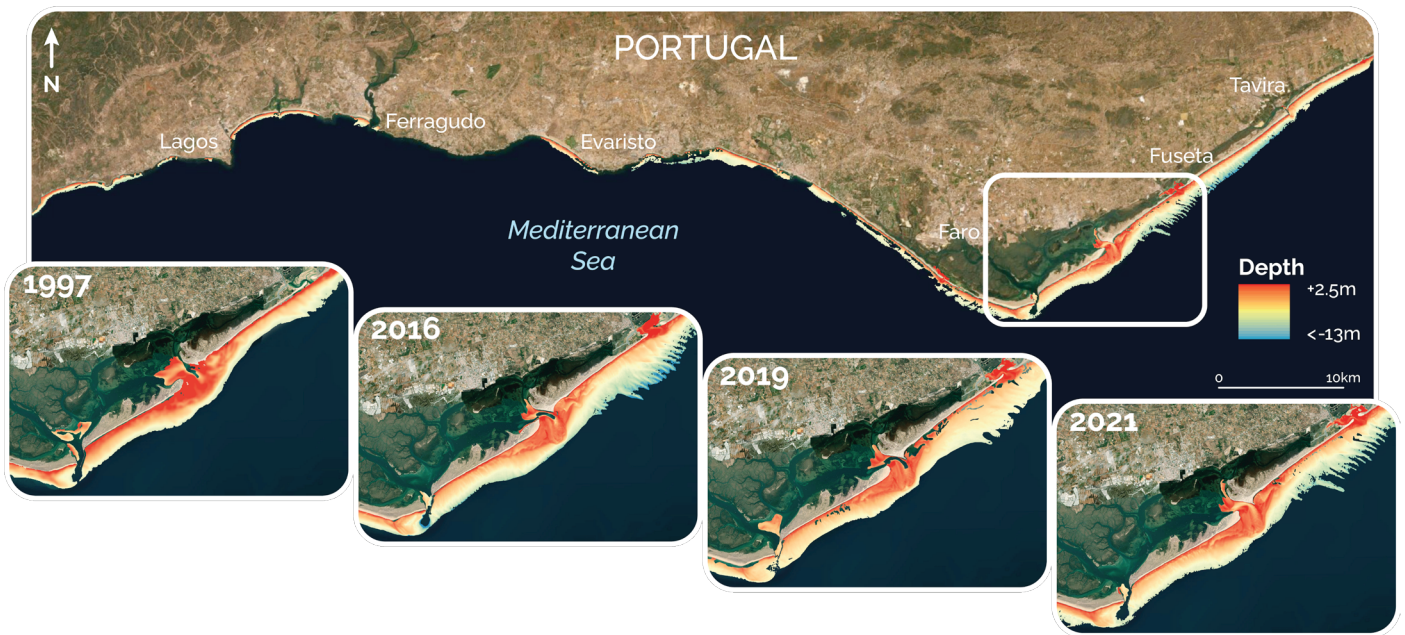 PORTUGAL
N
Tavira
Ferragudo
Lagos
Evaristo
Fuseta
Faro
Mediterranean
Sea
Depth
+2.5m
<-13m
0 10km
1997
2016
2019
2021